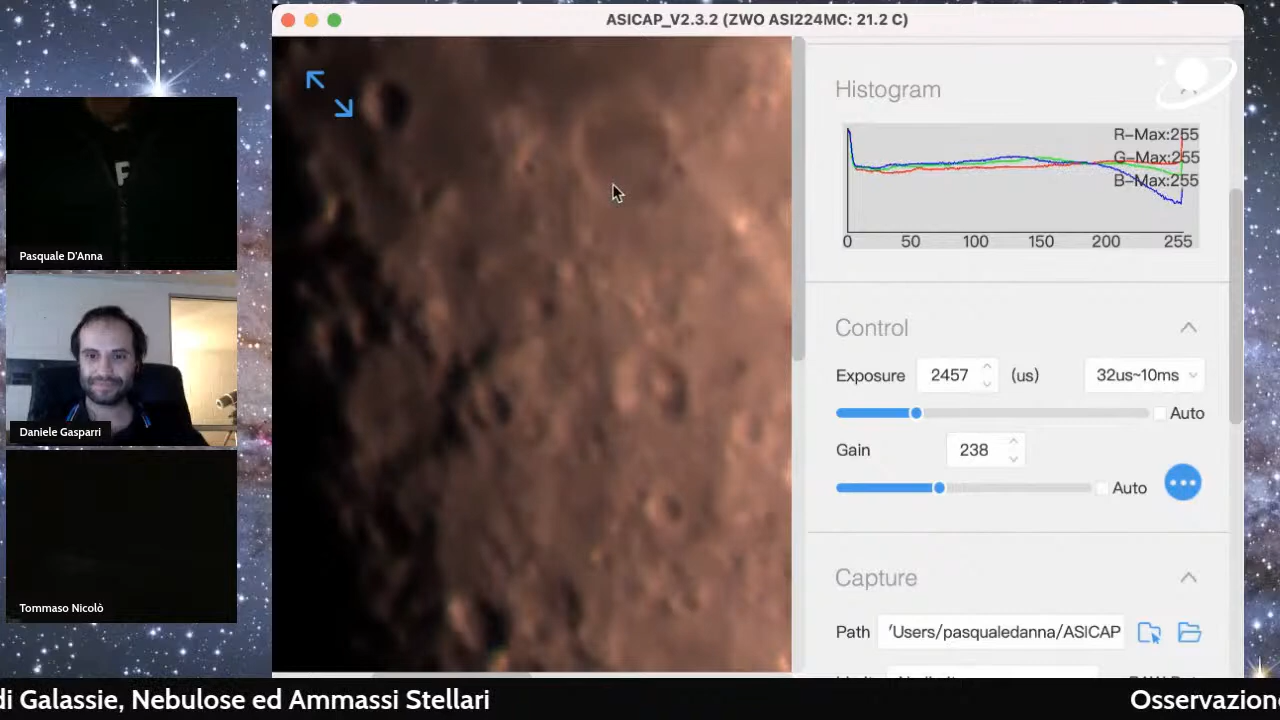 ASICAP_V2.3.2 (ZWO ASI224MC: 21.2 C)
F
Pasquale D'Anna
Daniele Gasparri
Tommaso Nicolò
Histogram
R-Max:255
G-Max:255
B-Max:255
0 50 100 150 200 255
Control
Exposure 2457 (us) 32us~10ms
Auto
Gain 238
Auto
Capture
Path 'Users/pasqualedanna/ASICAP
di Galassie, Nebulose ed Ammassi Stellari Osservazion